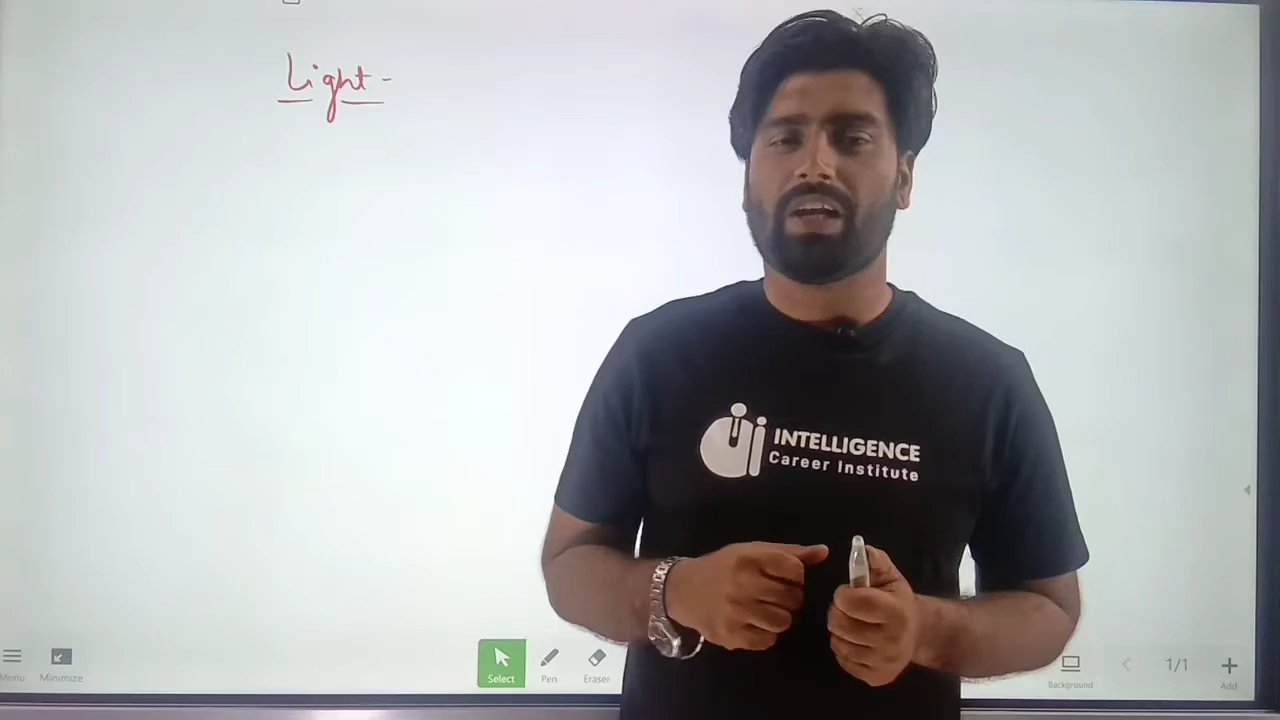 Light -
INTELLIGENCE
Career Institute
Menu
Minimize
Select
Pen
Eraser
Background
1/1
Add